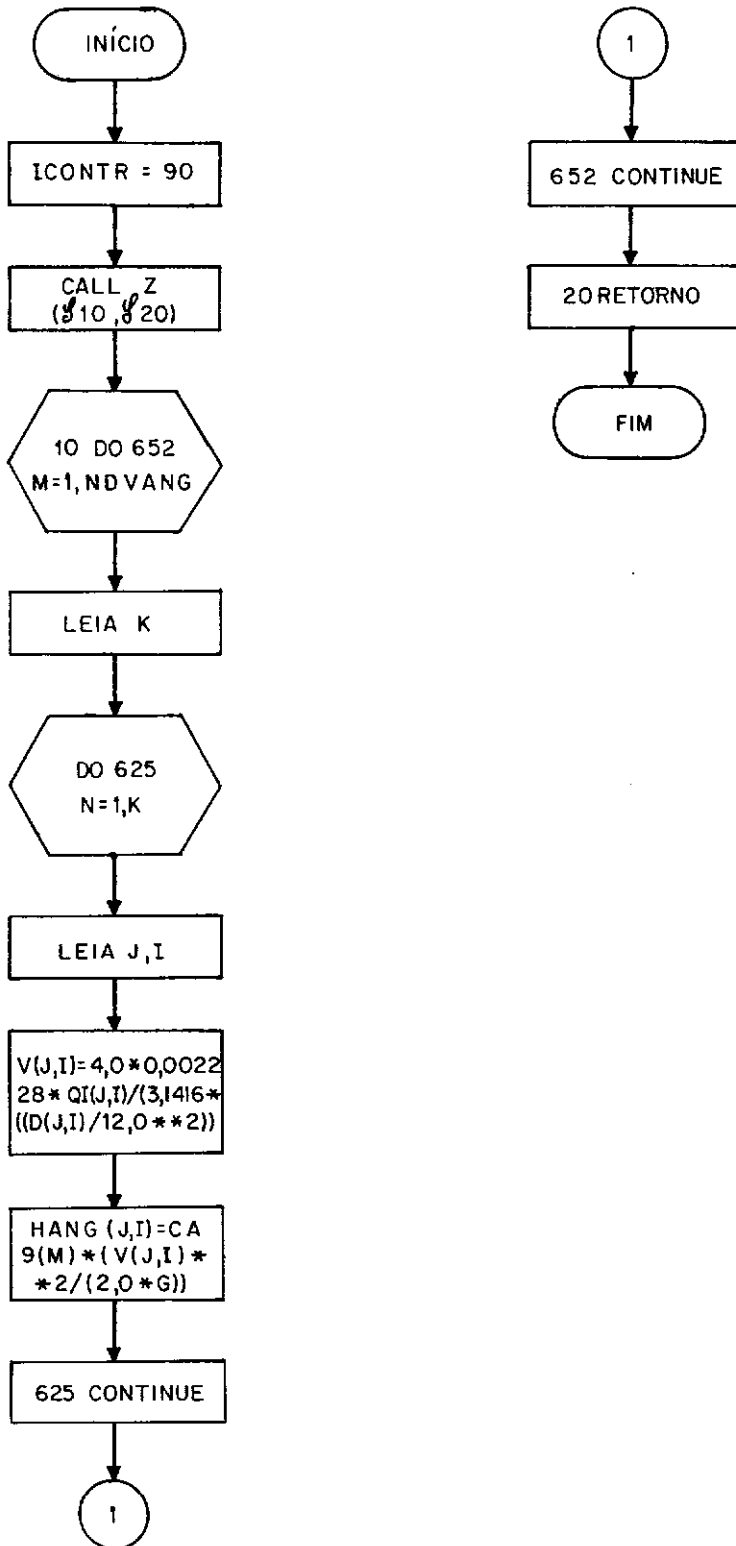 INÍCIO
ICONTR = 90
CALL Z
(&10,&20)
10 DO 652
M=1,NDVANG
LEIA K
DO 625
N=1,K
LEIA J,I
V(J,I)=4,0*0,0022
28* QI(J,I)/(3,1416*
((D(J,I)/12,0**2))
HANG (J,I)=CA
9(M)*(V(J,I)*
*2/(2,0*G))
625 CONTINUE
1
1
652 CONTINUE
20 RETORNO
FIM